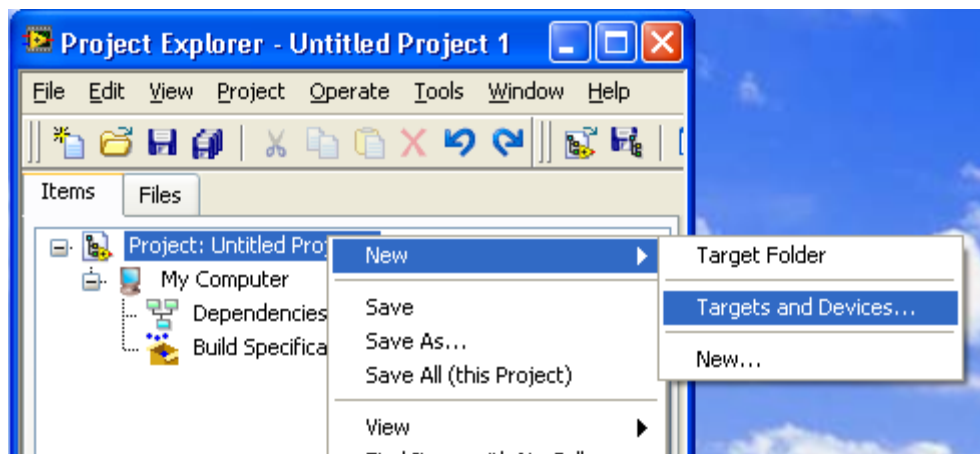 Project Explorer - Untitled Project 1
File Edit View Project Operate Tools Window Help
Items Files
Project: Untitled Pro
My Computer
Dependencies
Build Specifica
New
Save
Save As...
Save All (this Project)
View
Target Folder
Targets and Devices...
New...